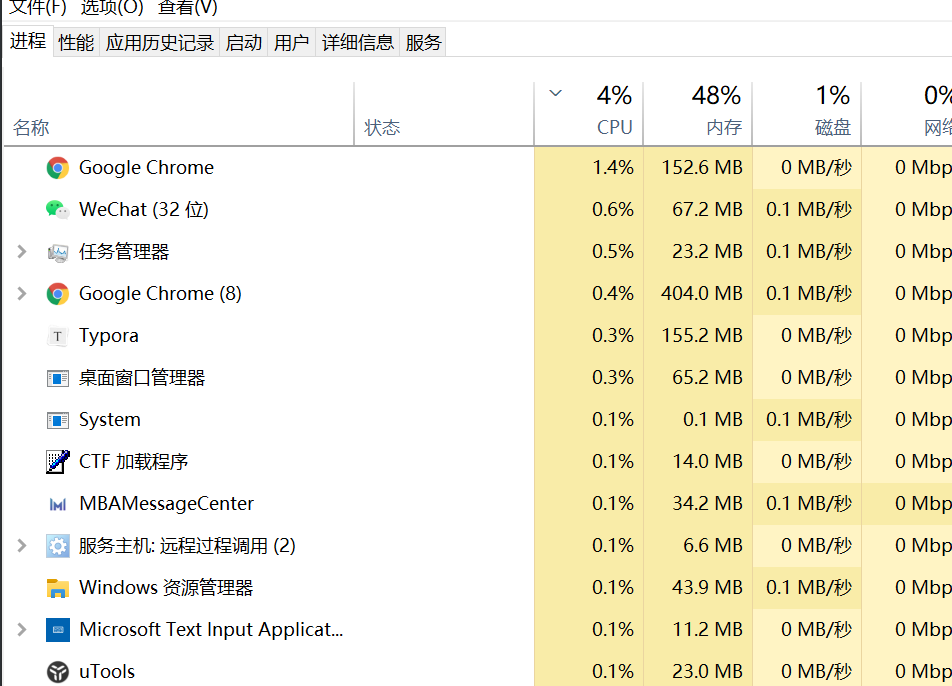 文件(F) 选项(O) 查看(V)
进程 性能 应用历史记录 启动 用户 详细信息 服务
4% 48% 1% 0%
名称 状态 CPU 内存 磁盘 网络
Google Chrome 1.4% 152.6 MB 0 MB/秒 0 Mbp
WeChat (32 位) 0.6% 67.2 MB 0.1 MB/秒 0 Mbp
任务管理器 0.5% 23.2 MB 0.1 MB/秒 0 Mbp
Google Chrome (8) 0.4% 404.0 MB 0.1 MB/秒 0 Mbp
T Typora 0.3% 155.2 MB 0 MB/秒 0 Mbp
桌面窗口管理器 0.3% 65.2 MB 0 MB/秒 0 Mbp
System 0.1% 0.1 MB 0.1 MB/秒 0 Mbp
CTF 加载程序 0.1% 14.0 MB 0 MB/秒 0 Mbp
MBAMessageCenter 0.1% 34.2 MB 0.1 MB/秒 0 Mbp
服务主机: 远程过程调用 (2) 0.1% 6.6 MB 0 MB/秒 0 Mbp
Windows 资源管理器 0.1% 43.9 MB 0.1 MB/秒 0 Mbp
Microsoft Text Input Applicat... 0.1% 11.2 MB 0 MB/秒 0 Mbp
uTools 0.1% 23.0 MB 0 MB/秒 0 Mbp